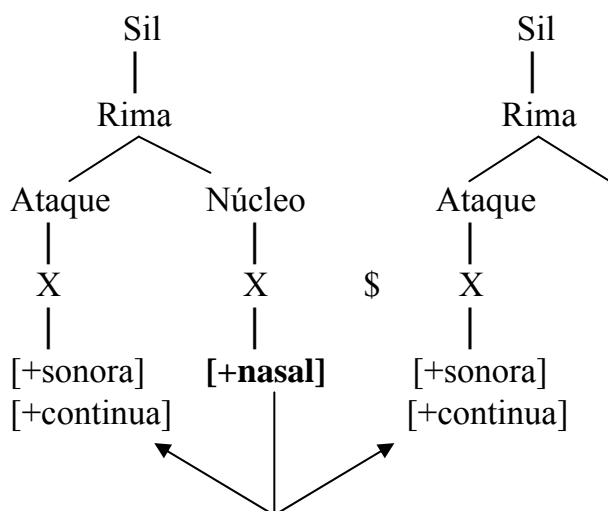 Sil Sil
Rima Rima
Ataque Núcleo Ataque
X X $ X
[+sonora] [+nasal] [+sonora]
[+continua] [+continua]